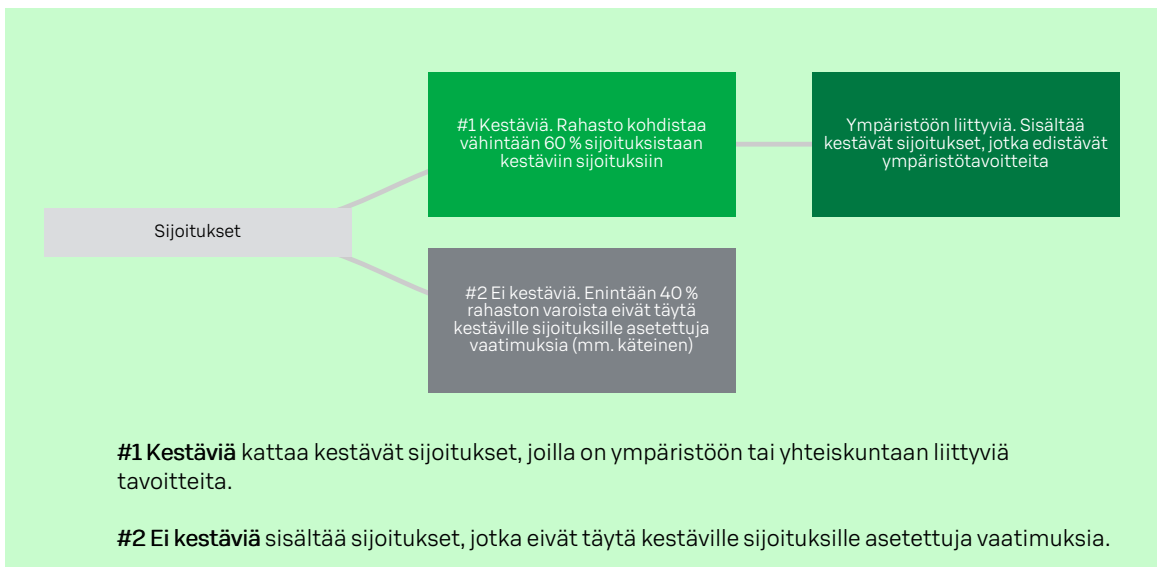 #1 Kestäviä. Rahasto kohdistaa
vähintään 60 % sijoituksistaan
kestäviin sijoituksiin
Ympäristöön liittyviä. Sisältää
kestävät sijoitukset, jotka edistävät
ympäristötavoitteita
Sijoitukset
#2 Ei kestäviä. Enintään 40 %
rahaston varoista eivät täytä
kestäville sijoituksille asetettuja
vaatimuksia (mm. käteinen)
#1 Kestäviä kattaa kestävät sijoitukset, joilla on ympäristöön tai yhteiskuntaan liittyviä
tavoitteita.
#2 Ei kestäviä sisältää sijoitukset, jotka eivät täytä kestäville sijoituksille asetettuja vaatimuksia.